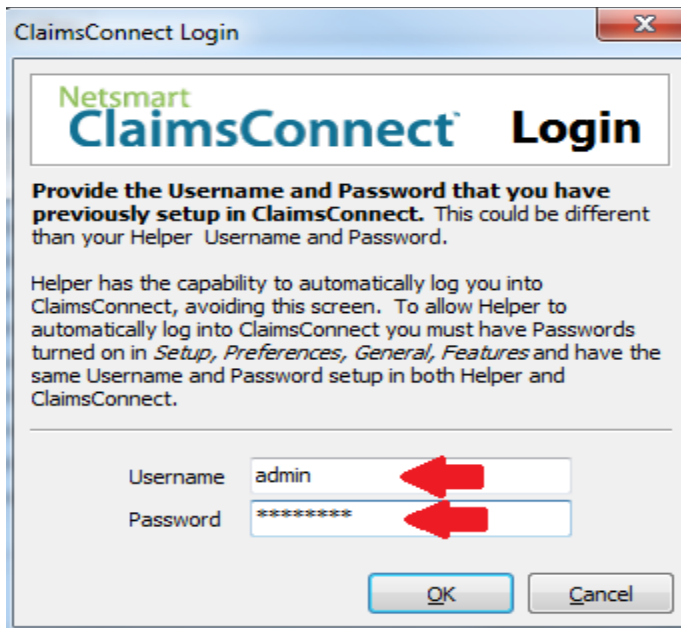 ClaimsConnect Login
Netsmart
ClaimsConnect™ Login
Provide the Username and Password that you have
previously setup in ClaimsConnect. This could be different
than your Helper Username and Password.
Helper has the capability to automatically log you into
ClaimsConnect, avoiding this screen. To allow Helper to
automatically log into ClaimsConnect you must have Passwords
turned on in Setup, Preferences, General, Features and have the
same Username and Password setup in both Helper and
ClaimsConnect.
Username admin
Password ********
OK Cancel